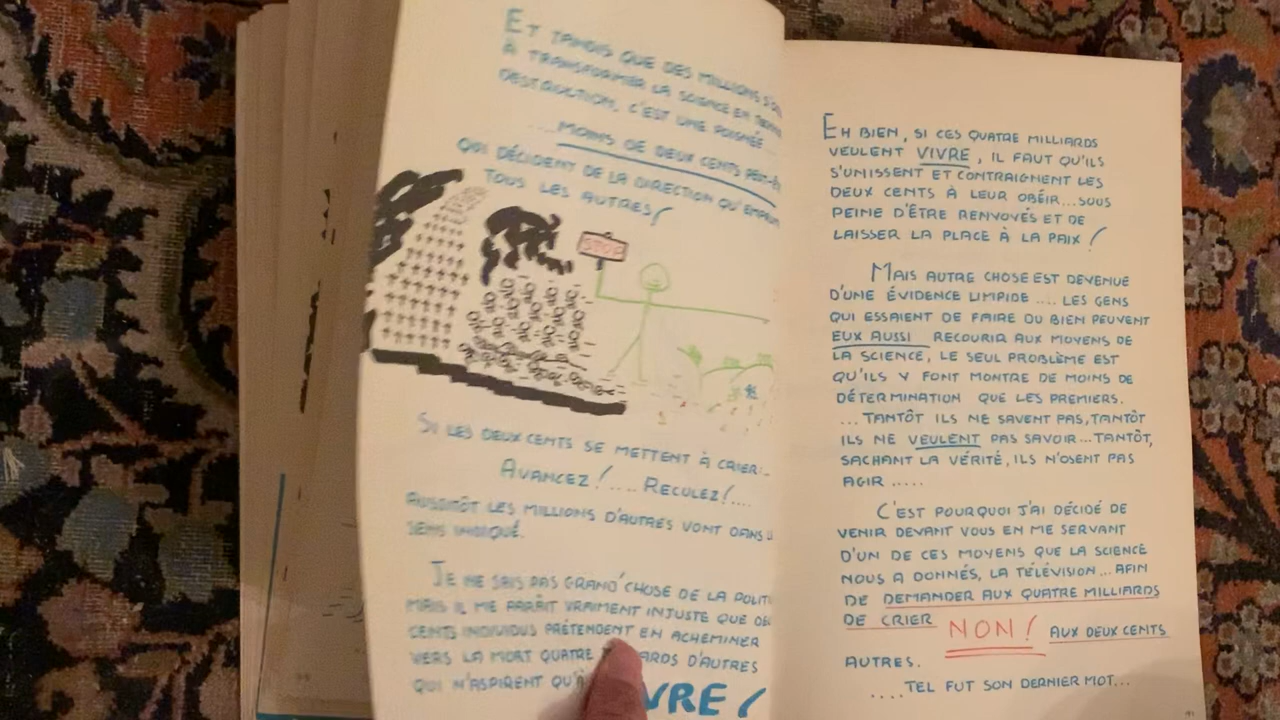 ET TANDIS QUE DES MILLIONS
À TRANSFORMER LA SCIENCE EN
DESTRUCTION, C'EST UNE POIGNÉE...
...MOINS DE DEUX CENTS
QUI DÉCIDENT DE LA DIRECTION
TOUS LES AUTRES!
STOP
SI LES DEUX CENTS SE METTENT À CRIER:..
AVANCEZ!.... RECULEZ!....
AUSSITÔT LES MILLIONS D'AUTRES VONT DANS
SENS INDIQUÉ.
JE NE SAIS PAS GRAND'CHOSE DE LA
MAIS IL ME PARAÎT VRAIMENT INJUSTE QUE
CENTS INDIVIDUS PRÉTENDENT EN ACHEMINER
VERS LA MORT QUATRE D'AUTRES
QUI N'ASPIRENT
VRE!
EH BIEN, SI CES QUATRE MILLIARDS
VEULENT VIVRE, IL FAUT QU'ILS
S'UNISSENT ET CONTRAIGNENT LES
DEUX CENTS À LEUR OBÉIR...SOUS
PEINE D'ÊTRE RENVOYÉS ET DE
LAISSER LA PLACE À LA PAIX!
MAIS AUTRE CHOSE EST DEVENUE
D'UNE ÉVIDENCE LIMPIDE .... LES GENS
QUI ESSAIENT DE FAIRE DU BIEN PEUVENT
EUX AUSSI RECOURIR AUX MOYENS DE
LA SCIENCE, LE SEUL PROBLÈME EST
QU'ILS Y FONT MONTRE DE MOINS DE
DÉTERMINATION QUE LES PREMIERS.
... TANTÔT ILS NE SAVENT PAS, TANTÔT
ILS NE VEULENT PAS SAVOIR...TANTÔT,
SACHANT LA VÉRITÉ, ILS N'OSENT PAS
AGIR .....
C'EST POURQUOI J'AI DÉCIDÉ DE
VENIR DEVANT VOUS EN ME SERVANT
D'UN DE CES MOYENS QUE LA SCIENCE
NOUS A DONNÉS, LA TÉLÉVISION...AFIN
DE DEMANDER AUX QUATRE MILLIARDS
DE CRIER NON! AUX DEUX CENTS
AUTRES.
....TEL FUT SON DERNIER MOT...